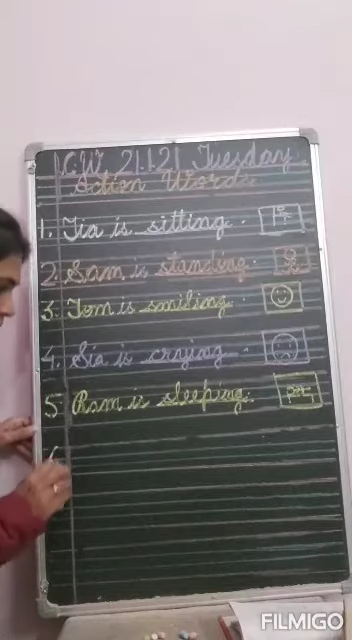 C.W 21.1.21 Tuesday
Action Words
1. Tia is sitting.
2. Sam is standing.
3. Tom is smiling.
4. Sia is crying.
5. Ram is sleeping.
FILMIGO